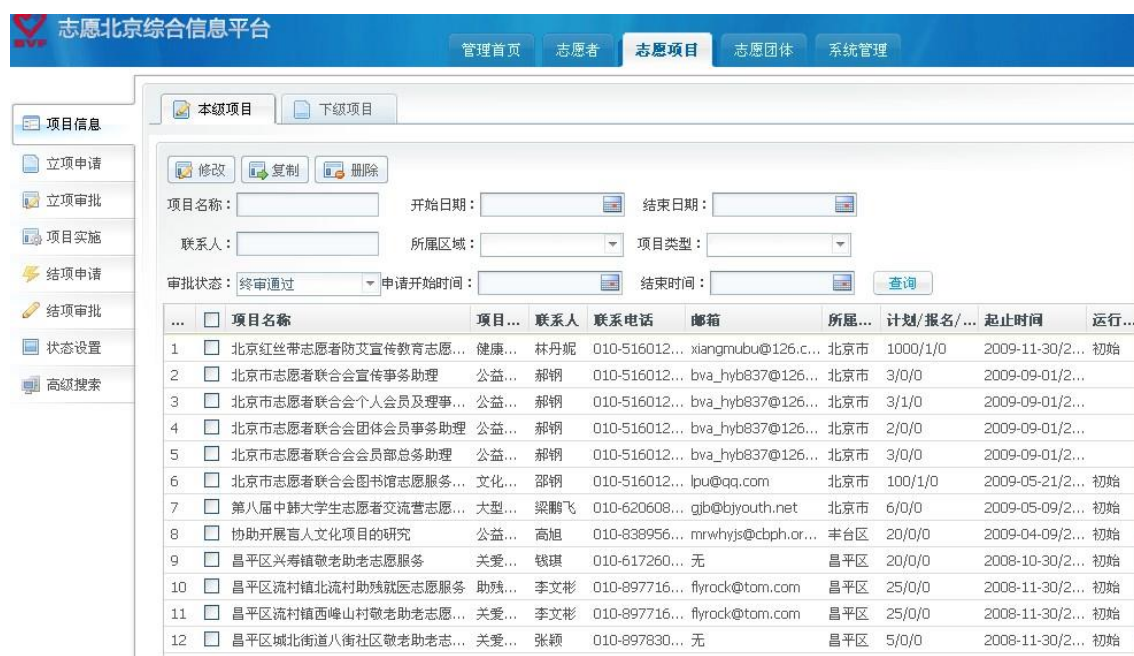 BVF 志愿北京综合信息平台
管理首页 志愿者 志愿项目 志愿团体 系统管理
本级项目 下级项目
项目信息
立项申请
立项审批
项目实施
结项申请
结项审批
状态设置
高级搜索
修改 复制 删除
项目名称： 开始日期： 结束日期：
联系人： 所属区域： 项目类型：
审批状态： 终审通过 申请开始时间： 结束时间： 查询
... 项目名称 项目... 联系人 联系电话 邮箱 所属... 计划/报名/... 起止时间 运行...
1 北京红丝带志愿者防艾宣传教育志愿... 健康... 林丹妮 010-516012... xiangmubu@126.c... 北京市 1000/1/0 2009-11-30/2... 初始
2 北京市志愿者联合会宣传事务助理 公益... 郝钢 010-516012... bva_hyb837@126... 北京市 3/0/0 2009-09-01/2...
3 北京市志愿者联合会个人会员及理事... 公益... 郝钢 010-516012... bva_hyb837@126... 北京市 3/1/0 2009-09-01/2...
4 北京市志愿者联合会团体会员事务助理 公益... 郝钢 010-516012... bva_hyb837@126... 北京市 2/0/0 2009-09-01/2...
5 北京市志愿者联合会会员部总务助理 公益... 郝钢 010-516012... bva_hyb837@126... 北京市 3/0/0 2009-09-01/2...
6 北京市志愿者联合会图书馆志愿服务... 文化... 邵钢 010-516012... lpu@qq.com 北京市 100/1/0 2009-05-21/2... 初始
7 第八届中韩大学生志愿者交流营志愿... 大型... 梁鹏飞 010-620608... gjb@bjyouth.net 北京市 6/0/0 2009-05-09/2... 初始
8 协助开展盲人文化项目的研究 公益... 高旭 010-838956... mrwhyjs@cbph.or... 丰台区 20/0/0 2009-04-09/2... 初始
9 昌平区兴寿镇敬老助老志愿服务 关爱... 钱琪 010-617260... 无 昌平区 20/0/0 2008-10-30/2... 初始
10 昌平区流村镇北流村助残就医志愿服务 助残... 李文彬 010-897716... flyrock@tom.com 昌平区 25/0/0 2008-11-30/2... 初始
11 昌平区流村镇西峰山村敬老助老志愿... 关爱... 李文彬 010-897716... flyrock@tom.com 昌平区 25/0/0 2008-11-30/2... 初始
12 昌平区城北街道八街社区敬老助老志... 关爱... 张颖 010-897830... 无 昌平区 5/0/0 2008-11-30/2... 初始